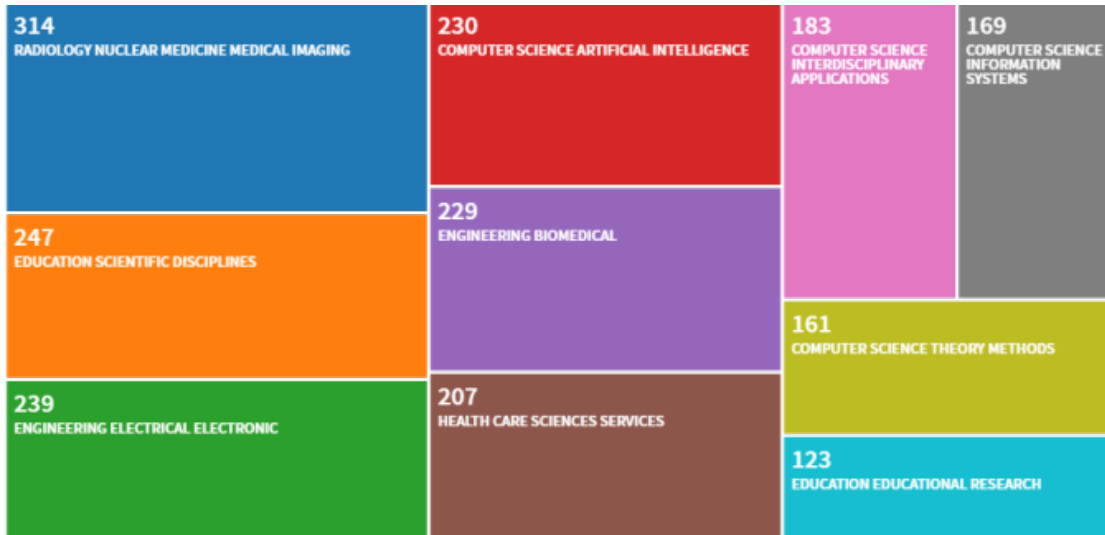 314
RADIOLOGY NUCLEAR MEDICINE MEDICAL IMAGING
247
EDUCATION SCIENTIFIC DISCIPLINES
239
ENGINEERING ELECTRICAL ELECTRONIC
230
COMPUTER SCIENCE ARTIFICIAL INTELLIGENCE
229
ENGINEERING BIOMEDICAL
207
HEALTH CARE SCIENCES SERVICES
183
COMPUTER SCIENCE
INTERDISCIPLINARY
APPLICATIONS
169
COMPUTER SCIENCE
INFORMATION
SYSTEMS
161
COMPUTER SCIENCE THEORY METHODS
123
EDUCATION EDUCATIONAL RESEARCH